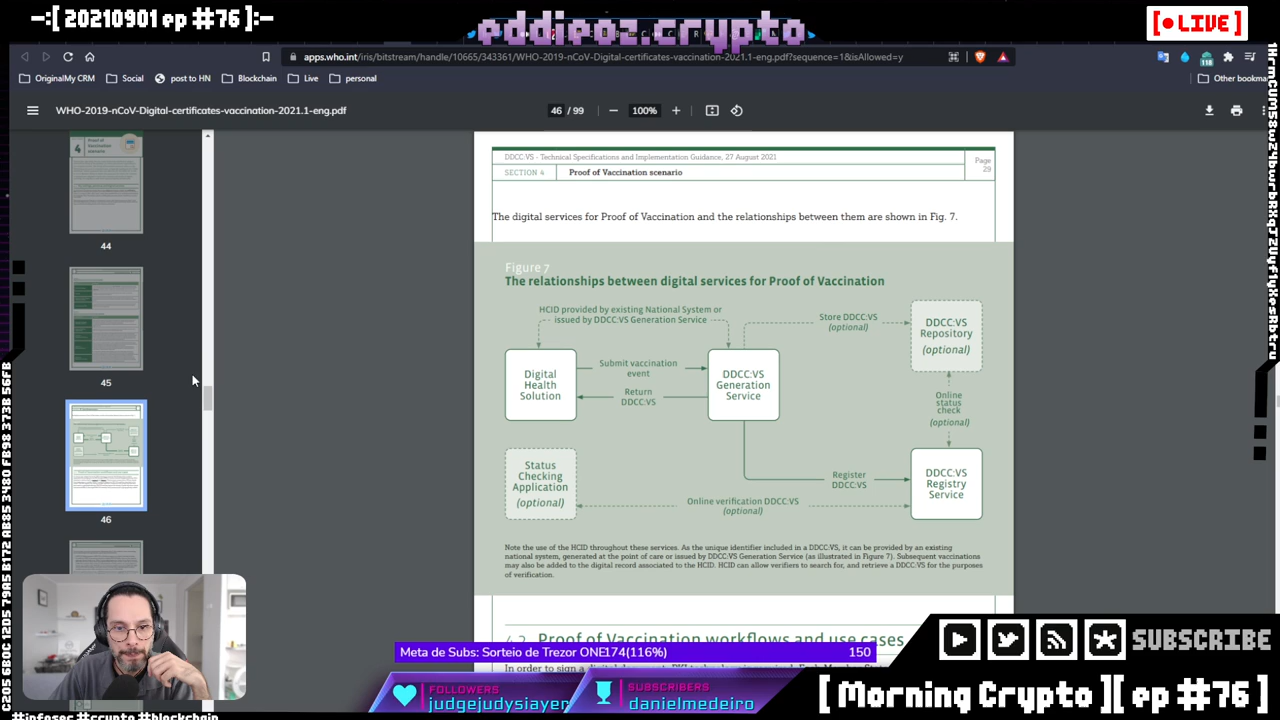 -:[ 20210901 ep #76 ]:-
eddieoz crypto
[● LIVE]
apps.who.int/iris/bitstream/handle/10665/343361/WHO-2019-nCoV-Digital-certificates-vaccination-2021.1-eng.pdf?sequence=1&isAllowed=y
118
OriginalMy CRM
Social
post to HN
Blockchain
Live
personal
Other bookma
WHO-2019-nCoV-Digital-certificates-vaccination-2021.1-eng.pdf
46 / 99
100%
44
45
46
DDCC:VS - Technical Specifications and Implementation Guidance, 27 August 2021
Page
29
SECTION 4
Proof of Vaccination scenario
The digital services for Proof of Vaccination and the relationships between them are shown in Fig. 7.
Figure 7
The relationships between digital services for Proof of Vaccination
HCID provided by existing National System or
issued by DDCC:VS Generation Service
Store DDCC:VS
(optional)
DDCC:VS
Repository
(optional)
Digital
Health
Solution
Submit vaccination
event
Return
DDCC:VS
DDCC:VS
Generation
Service
Online
status
check
(optional)
Status
Checking
Application
(optional)
Register
DDCC:VS
Online verification DDCC:VS
(optional)
DDCC:VS
Registry
Service
Note the use of the HCID throughout these services. As the unique identifier included in a DDCC:VS, it can be provided by an existing
national system, generated at the point of care or issued by DDCC:VS Generation Service (as illustrated in Figure 7). Subsequent vaccinations
may also be added to the digital record associated to the HCID. HCID can allow verifiers to search for, and retrieve a DDCC:VS for the purposes
of verification.
4.2 Proof of Vaccination workflows and use cases
Meta de Subs: Sorteio de Trezor ONE
174(116%)
150
SUBSCRIBE
FOLLOWERS
judgejudyslayer
SUBSCRIBERS
danielmedeiro
[ Morning Crypto ][ ep #76 ]
#infosec #crypto #blockchain